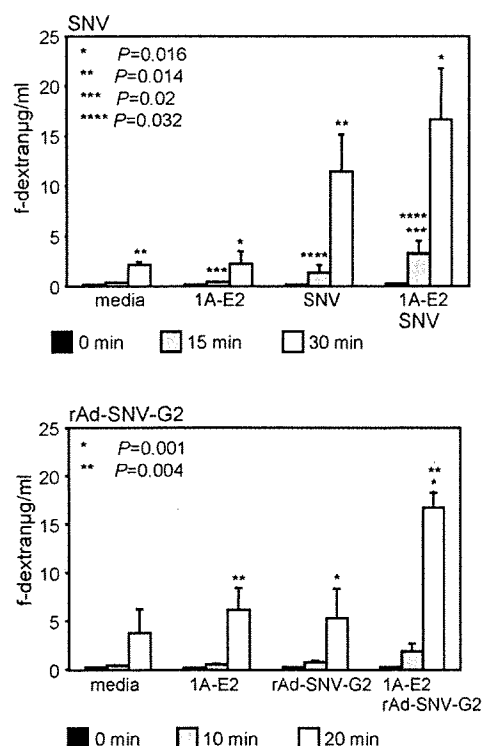 SNV
25
20
15
10
5
0
f-dextranµg/ml
* P=0.016
** P=0.014
*** P=0.02
**** P=0.032
** * *** ** **** * **** ***
media 1A-E2 SNV 1A-E2
SNV
0 min 15 min 30 min
rAd-SNV-G2
25
20
15
10
5
0
f-dextranµg/ml
* P=0.001
** P=0.004
** * ** *
media 1A-E2 rAd-SNV-G2 1A-E2
rAd-SNV-G2
0 min 10 min 20 min